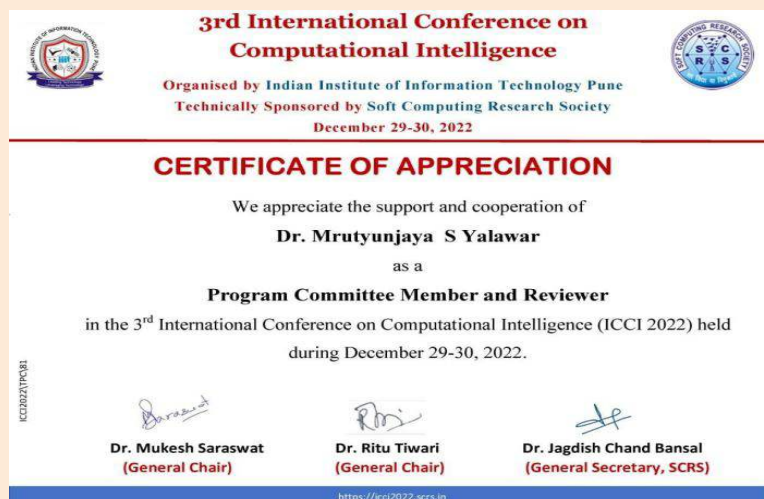 3rd International Conference on
Computational Intelligence
Organised by Indian Institute of Information Technology Pune
Technically Sponsored by Soft Computing Research Society
December 29-30, 2022
CERTIFICATE OF APPRECIATION
We appreciate the support and cooperation of
Dr. Mrutyunjaya S Yalawar
as a
Program Committee Member and Reviewer
in the 3rd International Conference on Computational Intelligence (ICCI 2022) held
during December 29-30, 2022.
ICCI2022\TPC\81
Dr. Mukesh Saraswat
(General Chair)
Dr. Ritu Tiwari
(General Chair)
Dr. Jagdish Chand Bansal
(General Secretary, SCRS)
https://icci2022.scrs.in